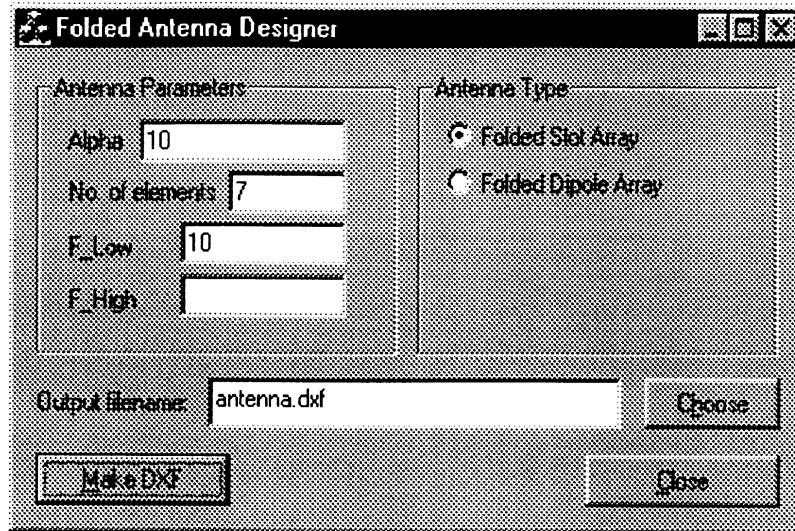 Folded Antenna Designer
Antenna Parameters
Alpha 10
No. of elements 7
F_Low 10
F_High
Antenna Type
Folded Slot Array
Folded Dipole Array
Output filename: antenna.dxf
Choose
Make DXF
Close